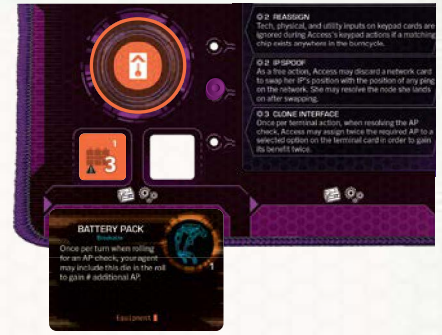 2 REASSIGN
Tech, physical, and utility inputs on keypad cards are
ignored during Access's keypad actions if a matching
chip exists anywhere in the burncycle.
2 IPSPOOF
As a free action, Access may discard a network card
to swap her IP's position with the position of any ping
on the network. She may resolve the node she lands
on after swapping.
3 CLONE INTERFACE
Once per terminal action, when resolving the AP
check, Access may assign twice the required AP to a
selected option on the terminal card in order to gain
its benefit twice.
1
3
BATTERY PACK
Once per turn when rolling
for an AP check, your agent
may include this die in the roll
to gain # additional AP.
1
Equipment